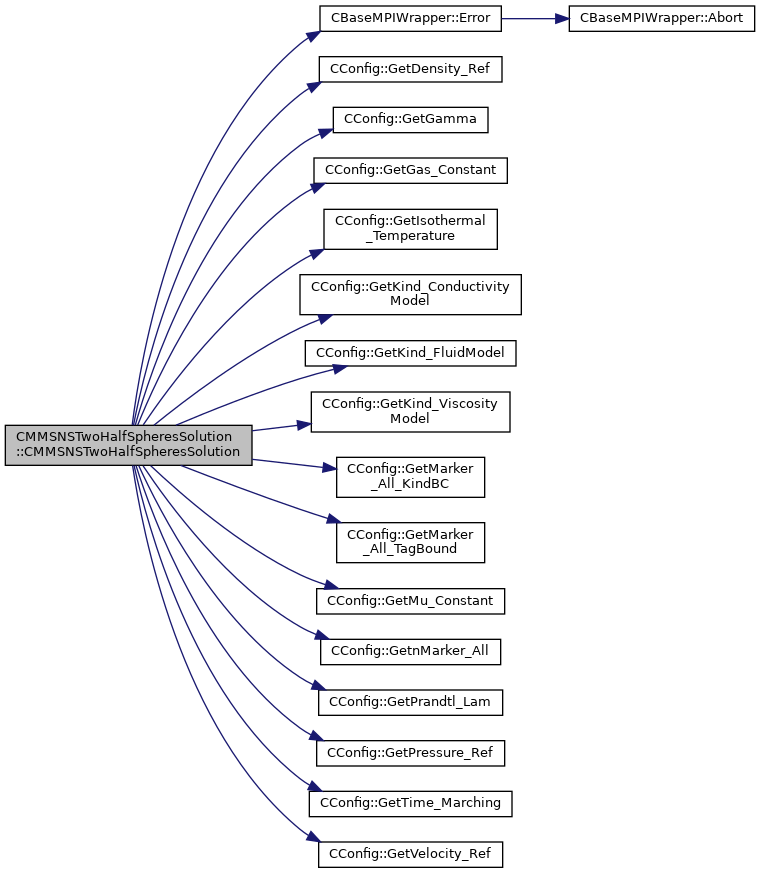 CMMSNSTwoHalfSpheresSolution
::CMMSNSTwoHalfSpheresSolution
CBaseMPIWrapper::Error
CBaseMPIWrapper::Abort
CConfig::GetDensity_Ref
CConfig::GetGamma
CConfig::GetGas_Constant
CConfig::GetIsothermal
_Temperature
CConfig::GetKind_Conductivity
Model
CConfig::GetKind_FluidModel
CConfig::GetKind_Viscosity
Model
CConfig::GetMarker
_All_KindBC
CConfig::GetMarker
_All_TagBound
CConfig::GetMu_Constant
CConfig::GetnMarker_All
CConfig::GetPrandtl_Lam
CConfig::GetPressure_Ref
CConfig::GetTime_Marching
CConfig::GetVelocity_Ref